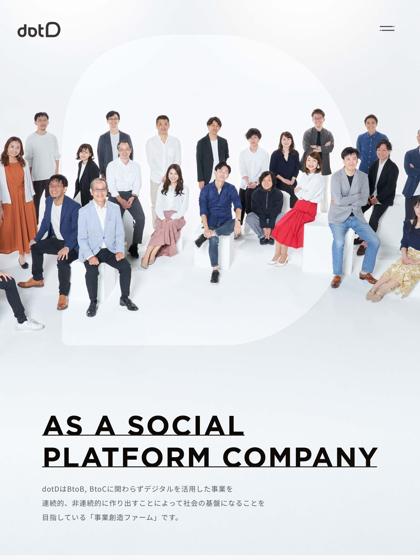 dotD
AS A SOCIAL
PLATFORM COMPANY
dotDはBtoB, BtoCに関わらずデジタルを活用した事業を
連続的、非連続的に作り出すことによって社会の基盤になることを
目指している「事業創造ファーム」です。